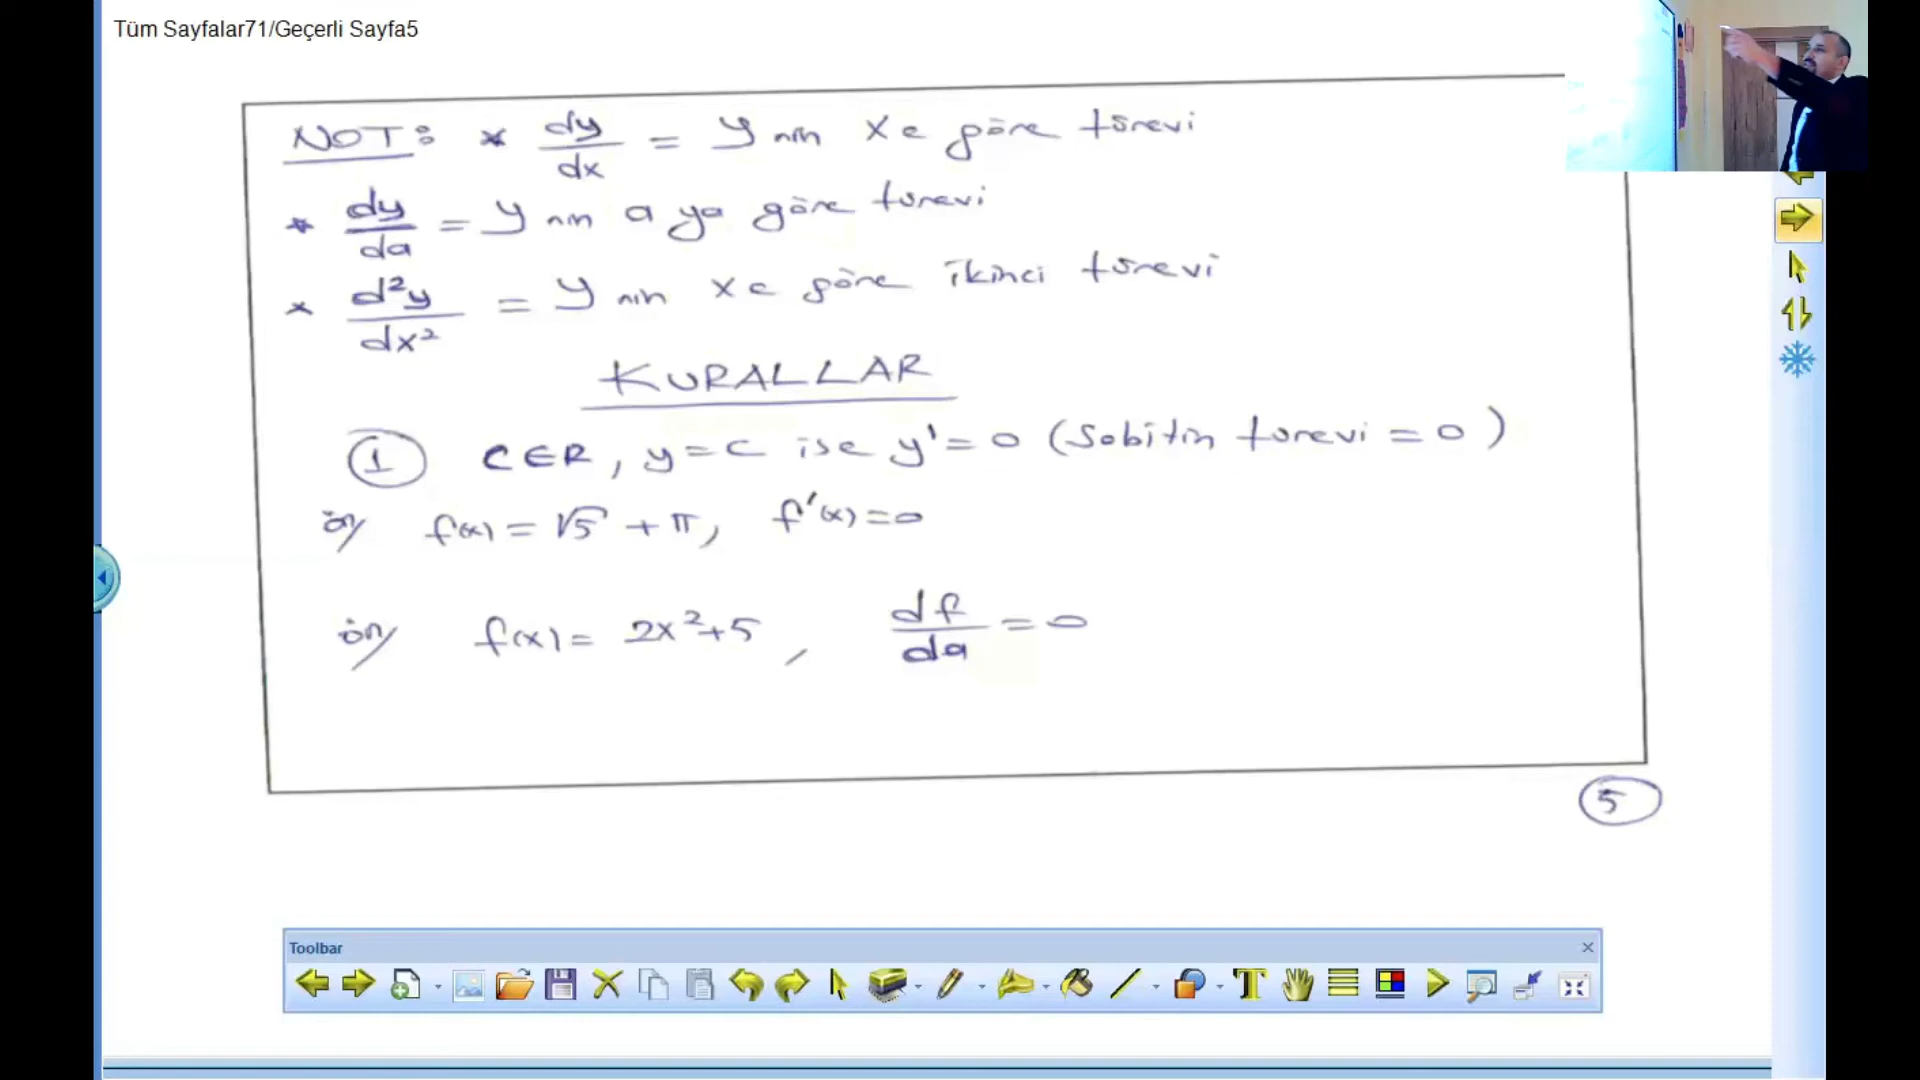 Tüm Sayfalar71/Geçerli Sayfa5
NOT: * dy/dx = y nin x e göre türevi
* dy/da = y nin a ya göre türevi
* d²y/dx² = y nin x e göre ikinci türevi
KURALLAR
① C∈R, y=c ise y'=0 (Sabitin türevi = 0)
ön/ f(x) = √5 + π, f'(x)=0
ön/ f(x) = 2x²+5, df/da = 0
5
Toolbar